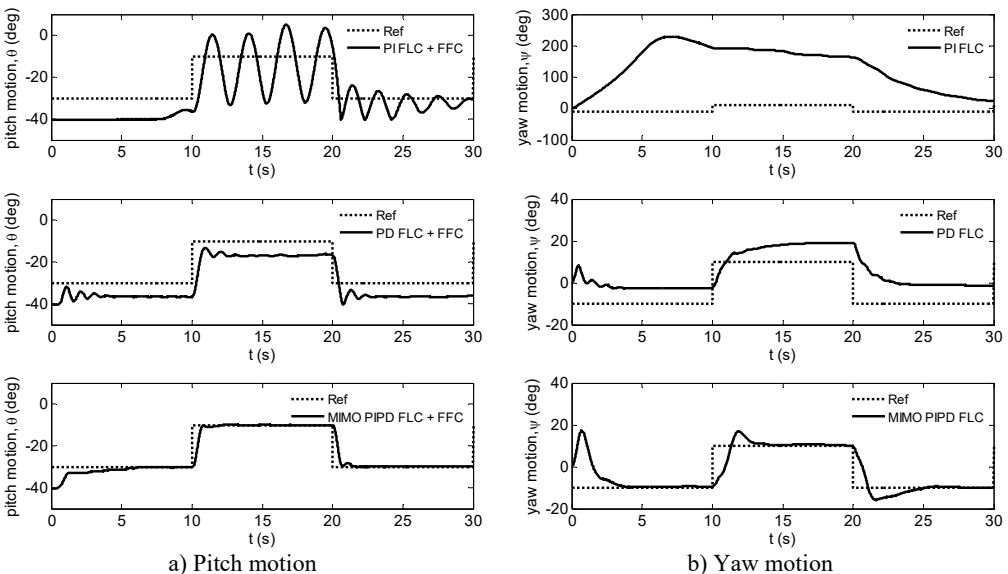 pitch motion, θ (deg)
0
-20
-40
Ref
PI FLC + FFC
0 5 10 15 20 25 30
t (s)
yaw motion, ψ (deg)
300
200
100
0
-100
Ref
PI FLC
0 5 10 15 20 25 30
t (s)
pitch motion, θ (deg)
0
-20
-40
Ref
PD FLC + FFC
0 5 10 15 20 25 30
t (s)
yaw motion, ψ (deg)
40
20
0
-20
Ref
PD FLC
0 5 10 15 20 25 30
t (s)
pitch motion, θ (deg)
0
-20
-40
Ref
MIMO PIPD FLC + FFC
0 5 10 15 20 25 30
t (s)
yaw motion, ψ (deg)
40
20
0
-20
Ref
MIMO PIPD FLC
0 5 10 15 20 25 30
t (s)
a) Pitch motion
b) Yaw motion